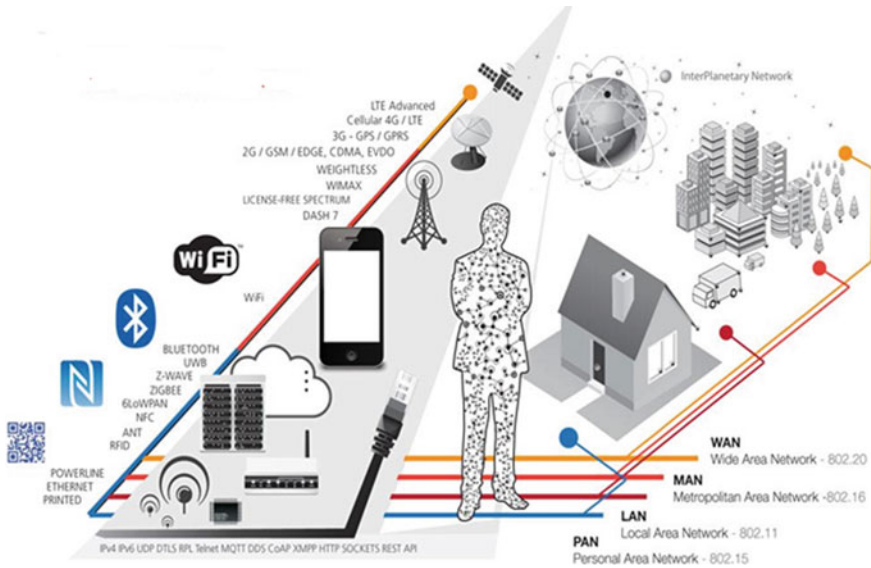 InterPlanetary Network
LTE Advanced
Cellular 4G / LTE
3G - GPS / GPRS
2G / GSM / EDGE, CDMA, EVDO
WEIGHTLESS
WIMAX
LICENSE-FREE SPECTRUM
DASH 7
WiFi
WiFi
BLUETOOTH
UWB
Z-WAVE
ZIGBEE
6LoWPAN
NFC
ANT
RFID
POWERLINE
ETHERNET
PRINTED
WAN
Wide Area Network - 802.20
MAN
Metropolitan Area Network -802.16
LAN
Local Area Network - 802.11
PAN
Personal Area Network - 802.15
IPv4 IPv6 UDP DTLS RPL Telnet MQTT DDS CoAP XMPP HTTP SOCKETS REST API